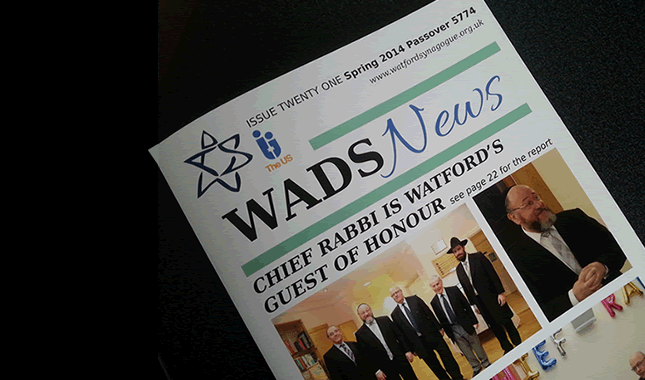 ISSUE TWENTY ONE Spring 2014 Passover 5774
www.watfordsynagogue.org.uk
The US
WADS News
CHIEF RABBI IS WATFORD'S
GUEST OF HONOUR see page 22 for the report